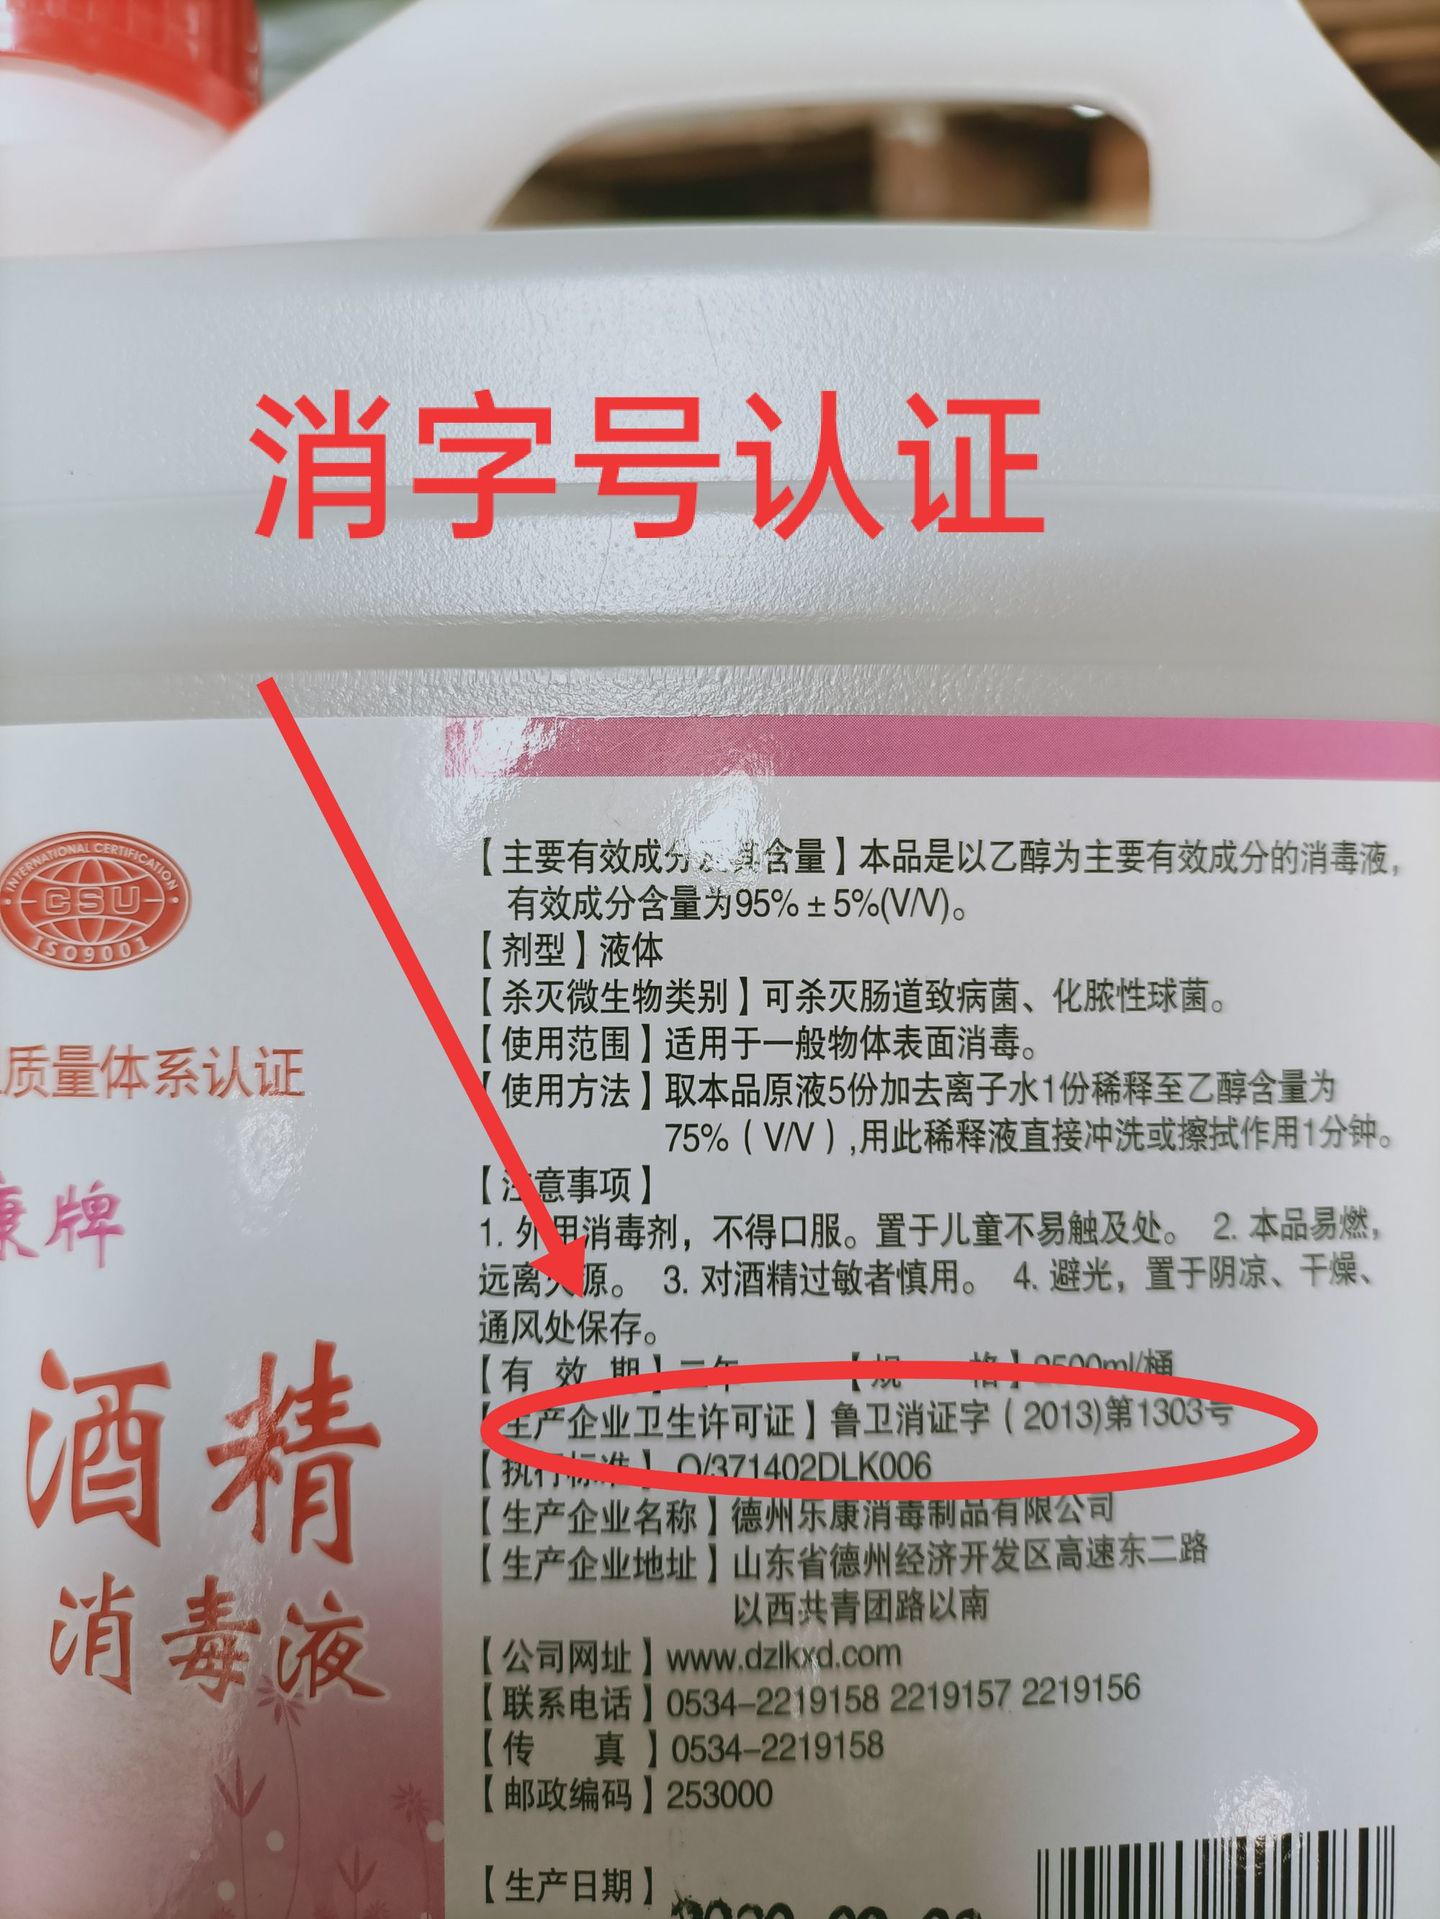 消字号认证
INTERNATIONAL CERTIFICATION
CSU
ISO9001
质量体系认证
康牌
酒精
消毒液
【主要有效成分及其含量】本品是以乙醇为主要有效成分的消毒液，
有效成分含量为95%±5%(V/V)。
【剂型】液体
【杀灭微生物类别】可杀灭肠道致病菌、化脓性球菌。
【使用范围】适用于一般物体表面消毒。
【使用方法】取本品原液5份加去离子水1份稀释至乙醇含量为
75%（V/V）,用此稀释液直接冲洗或擦拭作用1分钟。
【注意事项】
1. 外用消毒剂，不得口服。置于儿童不易触及处。 2. 本品易燃，
远离火源。 3. 对酒精过敏者慎用。 4. 避光，置于阴凉、干燥、
通风处保存。
【有 效 期】二年 【规 格】2500ml/桶
【生产企业卫生许可证】鲁卫消证字（2013)第1303号
【执行标准】Q/371402DLK006
【生产企业名称】德州乐康消毒制品有限公司
【生产企业地址】山东省德州经济开发区高速东二路
以西共青团路以南
【公司网址】www.dzlkxd.com
【联系电话】0534-2219158 2219157 2219156
【传 真】0534-2219158
【邮政编码】253000
【生产日期】